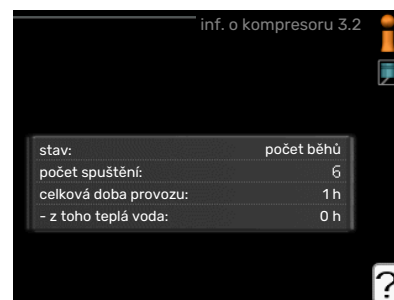 inf. o kompresoru 3.2
stav: počet běhů
počet spuštění: 6
celková doba provozu: 1 h
- z toho teplá voda: 0 h
?